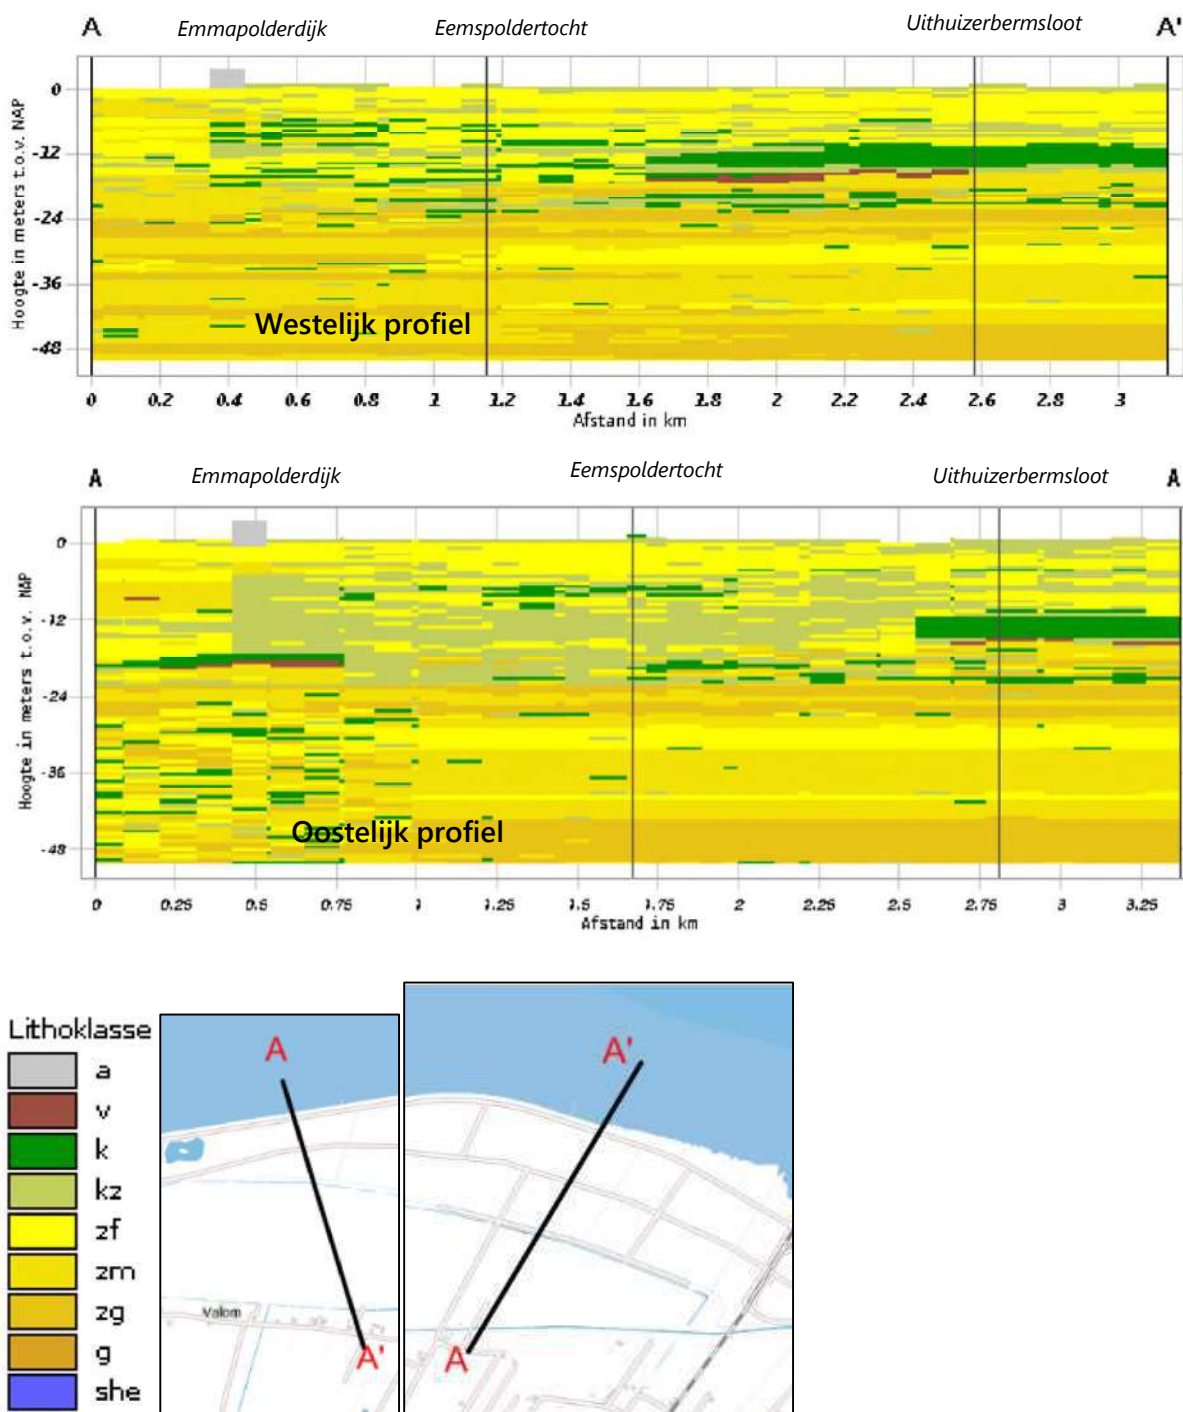 A Emmapolderdijk Eemspoldertocht Uithuizerbermsloot A'
Hoogte in meters t.o.v. NAP
0
-12
-24
-36
-48
Westelijk profiel
0 0.2 0.4 0.6 0.8 1 1.2 1.4 1.6 1.8 2 2.2 2.4 2.6 2.8 3
Afstand in km
A Emmapolderdijk Eemspoldertocht Uithuizerbermsloot A
Hoogte in meters t.o.v. NAP
0
-12
-24
-36
-48
Oostelijk profiel
0 0.25 0.5 0.75 1 1.25 1.5 1.75 2 2.25 2.5 2.75 3 3.25
Afstand in km
Lithoklasse
a
v
k
kz
zf
zm
zg
g
she
A
Valom
A'
A'
A